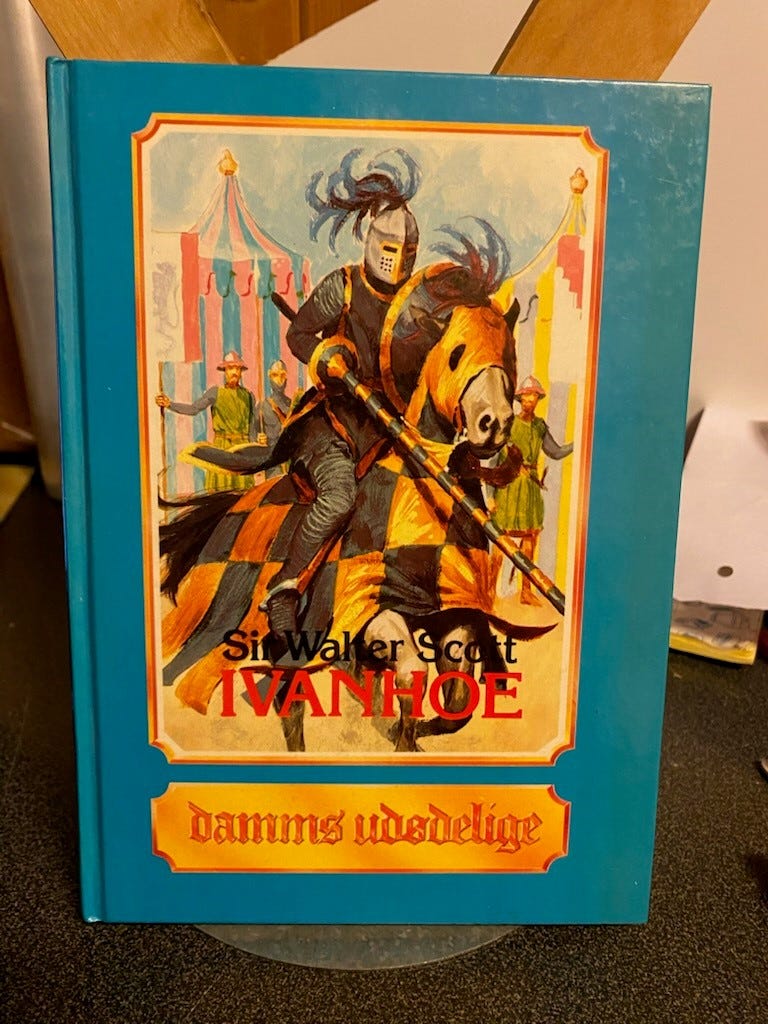 Sir Walter Scott
IVANHOE
damms udødelige